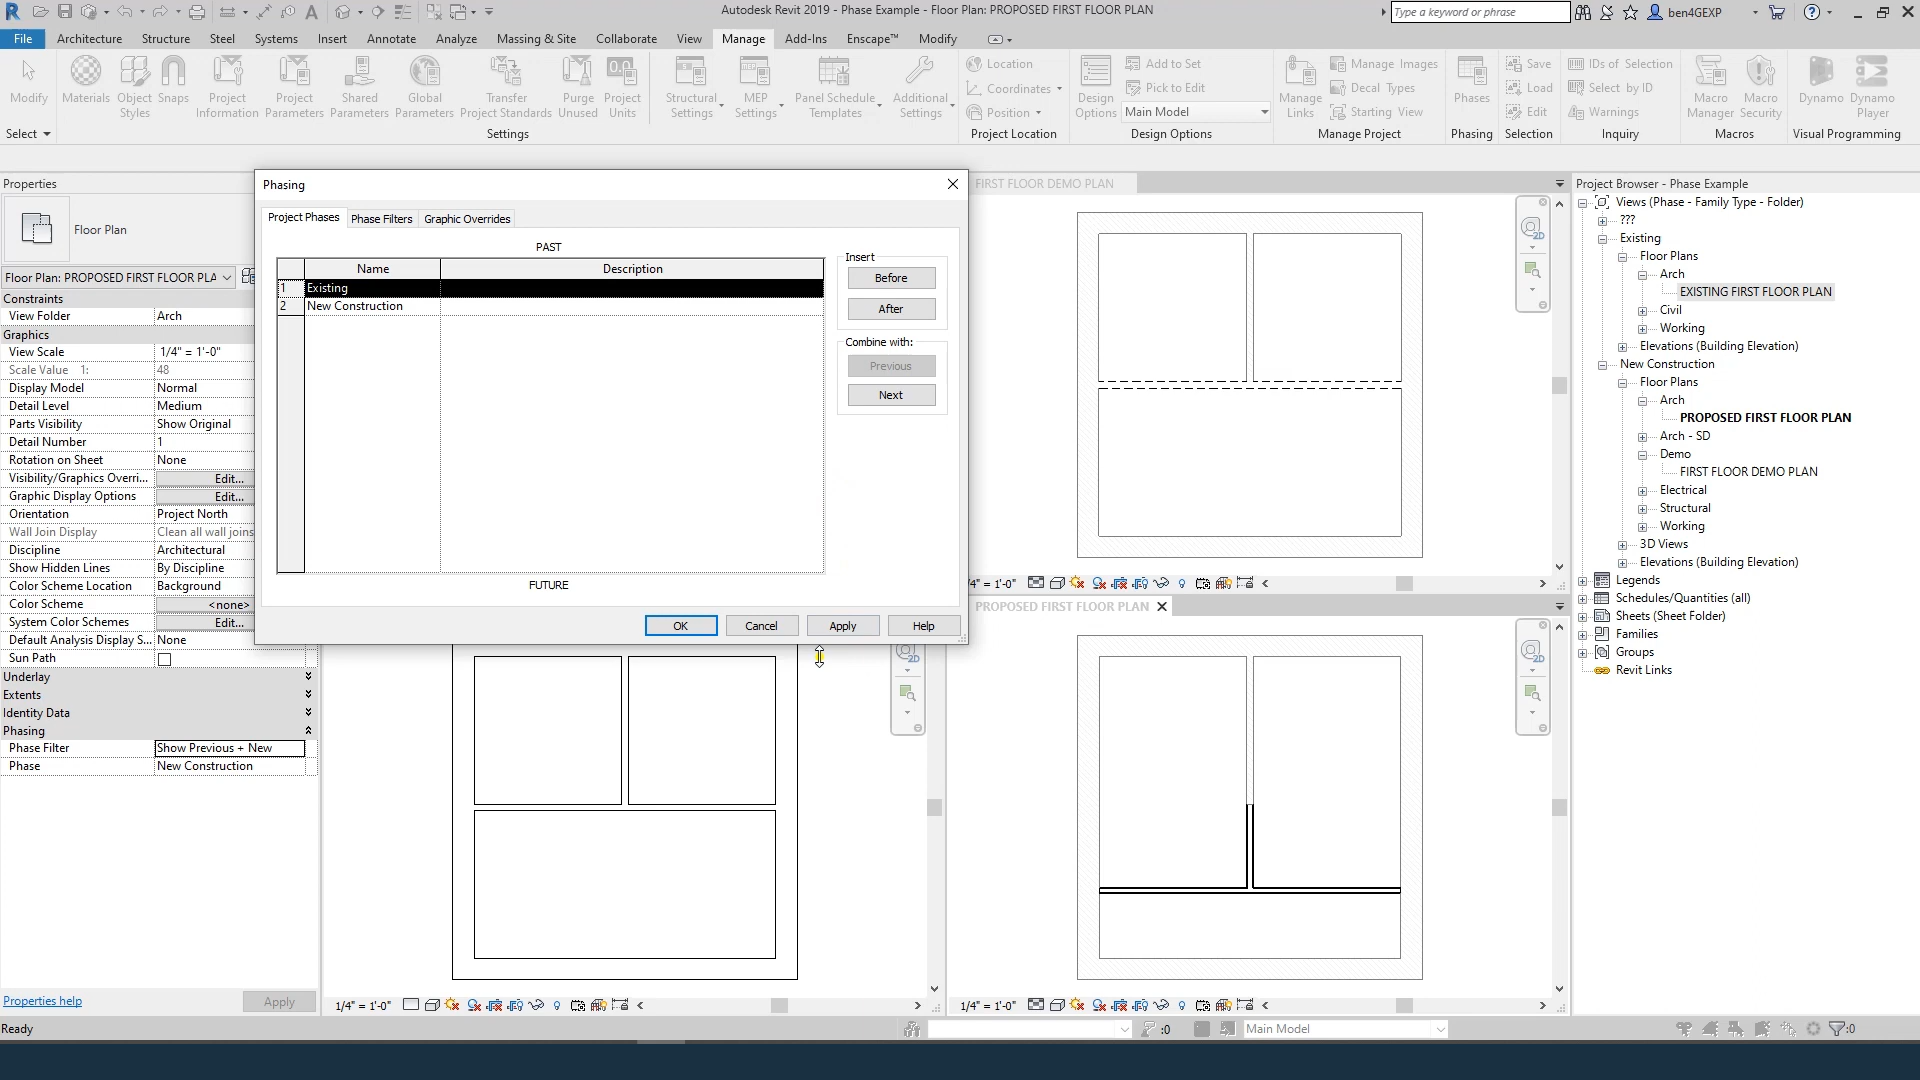 Autodesk Revit 2019 - Phase Example - Floor Plan: PROPOSED FIRST FLOOR PLAN
Type a keyword or phrase
ben4GEXP
File Architecture Structure Steel Systems Insert Annotate Analyze Massing & Site Collaborate View Manage Add-Ins Enscape™ Modify
Modify
Materials
Object Styles
Snaps
Project Information
Project Parameters
Shared Parameters
Global Parameters
Transfer Project Standards
Purge Unused
Project Units
Structural Settings
MEP Settings
Panel Schedule Templates
Additional Settings
Location
Coordinates
Position
Design Options
Add to Set
Pick to Edit
Main Model
Manage Links
Manage Images
Decal Types
Starting View
Phases
Save
Load
Edit
IDs of Selection
Select by ID
Warnings
Macro Manager
Macro Security
Dynamo
Dynamo Player
Select Settings Project Location Design Options Manage Project Phasing Selection Inquiry Macros Visual Programming
Properties
Floor Plan
Floor Plan: PROPOSED FIRST FLOOR PLA
Constraints
View Folder Arch
Graphics
View Scale 1/4" = 1'-0"
Scale Value 1: 48
Display Model Normal
Detail Level Medium
Parts Visibility Show Original
Detail Number 1
Rotation on Sheet None
Visibility/Graphics Overri... Edit...
Graphic Display Options Edit...
Orientation Project North
Wall Join Display Clean all wall joins
Discipline Architectural
Show Hidden Lines By Discipline
Color Scheme Location Background
Color Scheme <none>
System Color Schemes Edit...
Default Analysis Display S... None
Sun Path
Underlay
Extents
Identity Data
Phasing
Phase Filter Show Previous + New
Phase New Construction
Properties help Apply
Phasing
Project Phases Phase Filters Graphic Overrides
PAST
Name Description
1 Existing
2 New Construction
FUTURE
Insert
Before
After
Combine with:
Previous
Next
OK Cancel Apply Help
FIRST FLOOR DEMO PLAN
2D
/4" = 1'-0"
PROPOSED FIRST FLOOR PLAN
2D
2D
1/4" = 1'-0"
1/4" = 1'-0"
Project Browser - Phase Example
Views (Phase - Family Type - Folder)
???
Existing
Floor Plans
Arch
EXISTING FIRST FLOOR PLAN
Civil
Working
Elevations (Building Elevation)
New Construction
Floor Plans
Arch
PROPOSED FIRST FLOOR PLAN
Arch - SD
Demo
FIRST FLOOR DEMO PLAN
Electrical
Structural
Working
3D Views
Elevations (Building Elevation)
Legends
Schedules/Quantities (all)
Sheets (Sheet Folder)
Families
Groups
Revit Links
Ready
:0
Main Model
:0